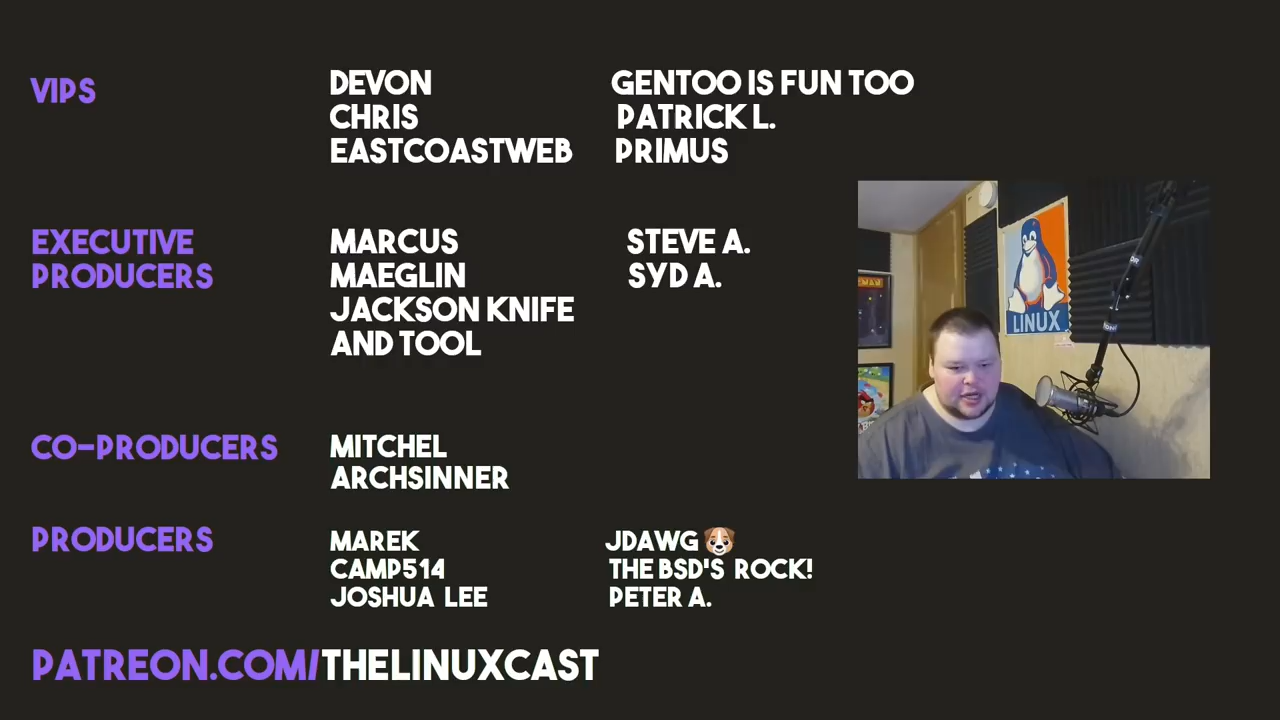 VIPS
DEVON GENTOO IS FUN TOO
CHRIS PATRICK L.
EASTCOASTWEB PRIMUS
EXECUTIVE PRODUCERS
MARCUS STEVE A.
MAEGLIN SYD A.
JACKSON KNIFE
AND TOOL
CO-PRODUCERS
MITCHEL
ARCHSINNER
PRODUCERS
MAREK JDAWG🐶
CAMP514 THE BSD'S ROCK!
JOSHUA LEE PETER A.
PATREON.COM/THELINUXCAST
LINUX